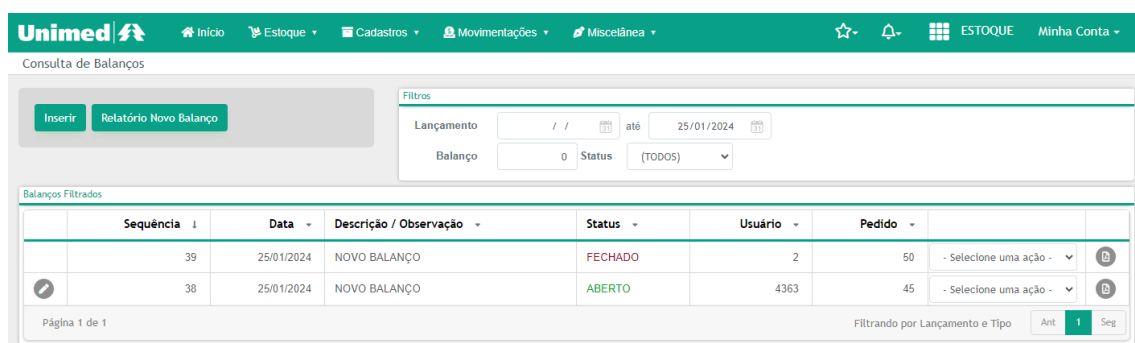 Unimed Início Estoque Cadastros Movimentações Miscelânea ESTOQUE Minha Conta
Consulta de Balanços
Inserir Relatório Novo Balanço
Filtros
Lançamento / / até 25/01/2024
Balanço 0 Status (TODOS)
Balanços Filtrados
Sequência Data Descrição / Observação Status Usuário Pedido
39 25/01/2024 NOVO BALANÇO FECHADO 2 50 - Selecione uma ação -
38 25/01/2024 NOVO BALANÇO ABERTO 4363 45 - Selecione uma ação -
Página 1 de 1 Filtrando por Lançamento e Tipo Ant 1 Seg